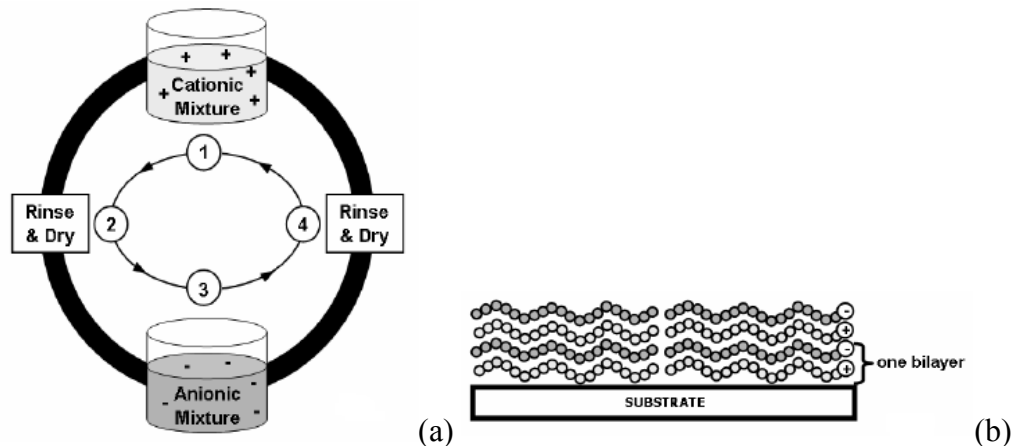 + + + + +
Cationic
Mixture
1
Rinse
& Dry
2
4
Rinse
& Dry
3
- - - - -
Anionic
Mixture
(a)
-
+
-
+
one bilayer
SUBSTRATE
(b)